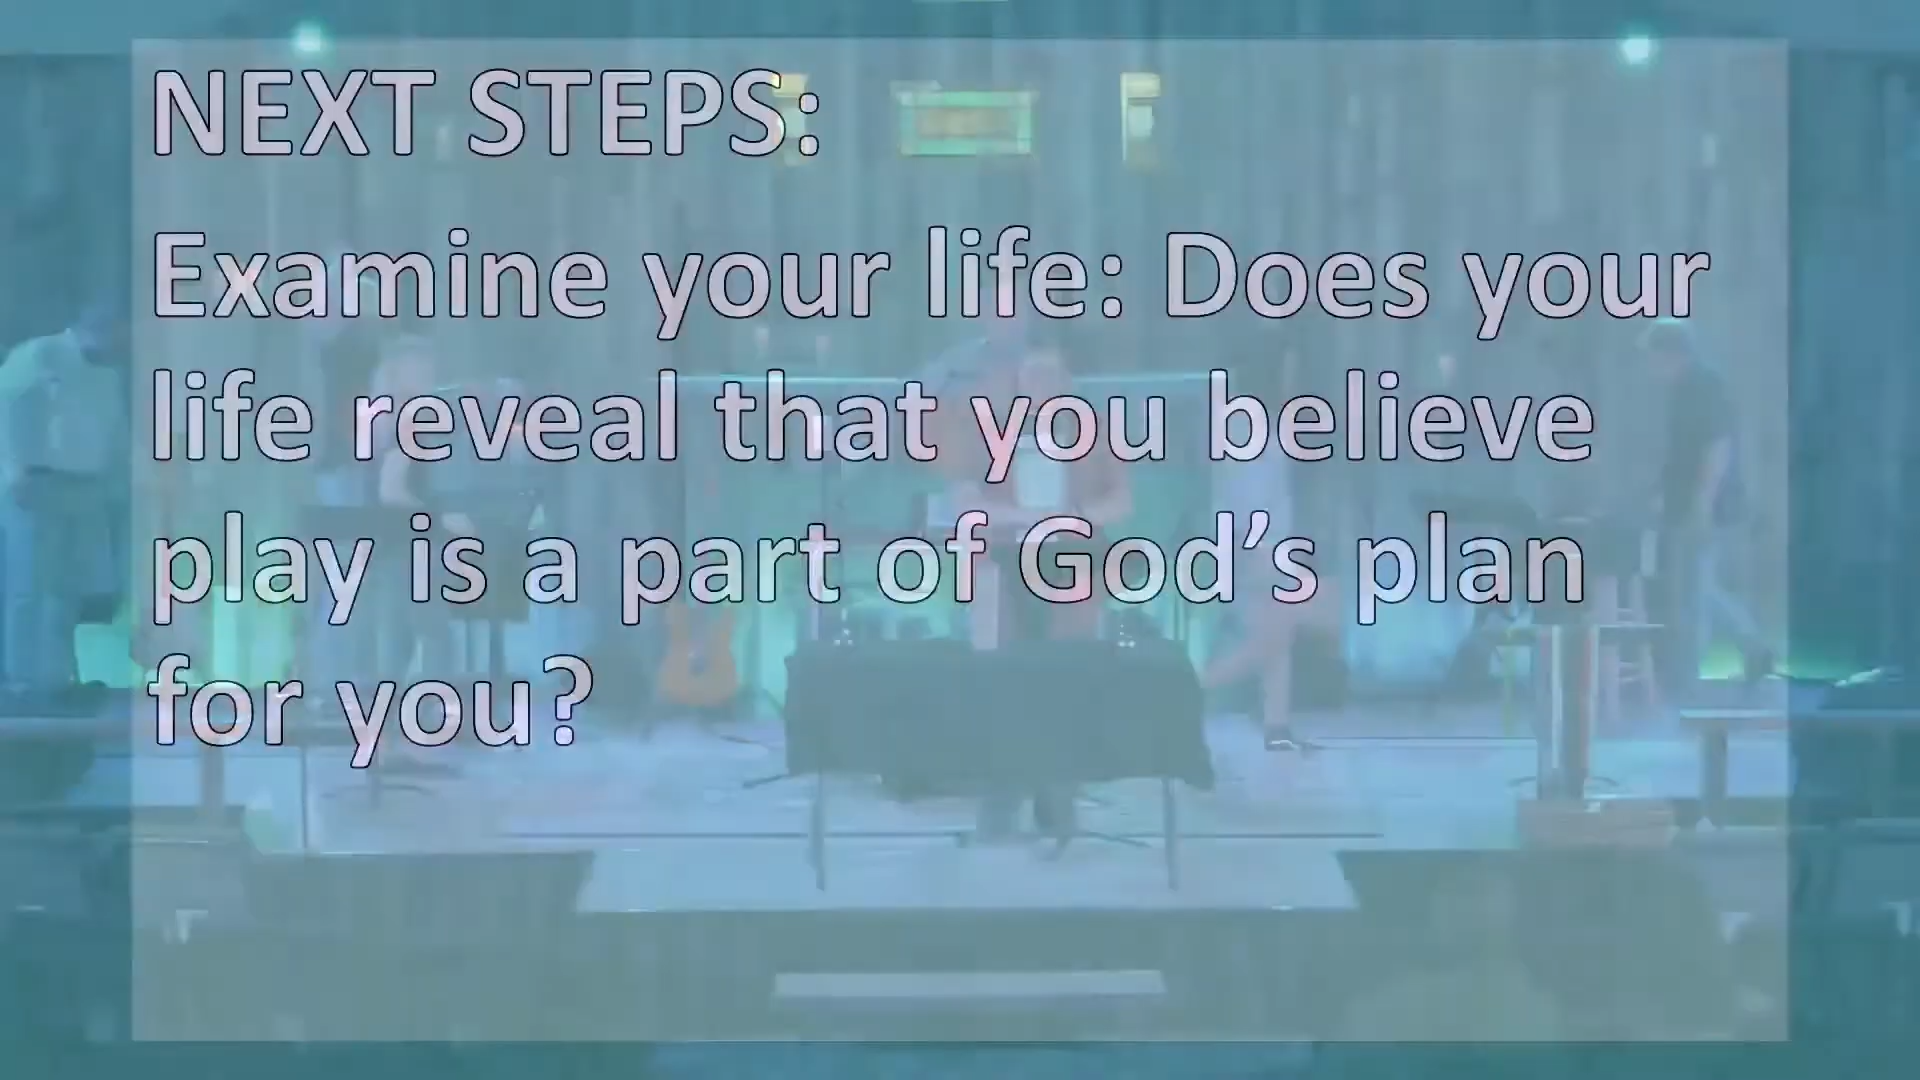 NEXT STEPS:
Examine your life: Does your
life reveal that you believe
play is a part of God’s plan
for you?